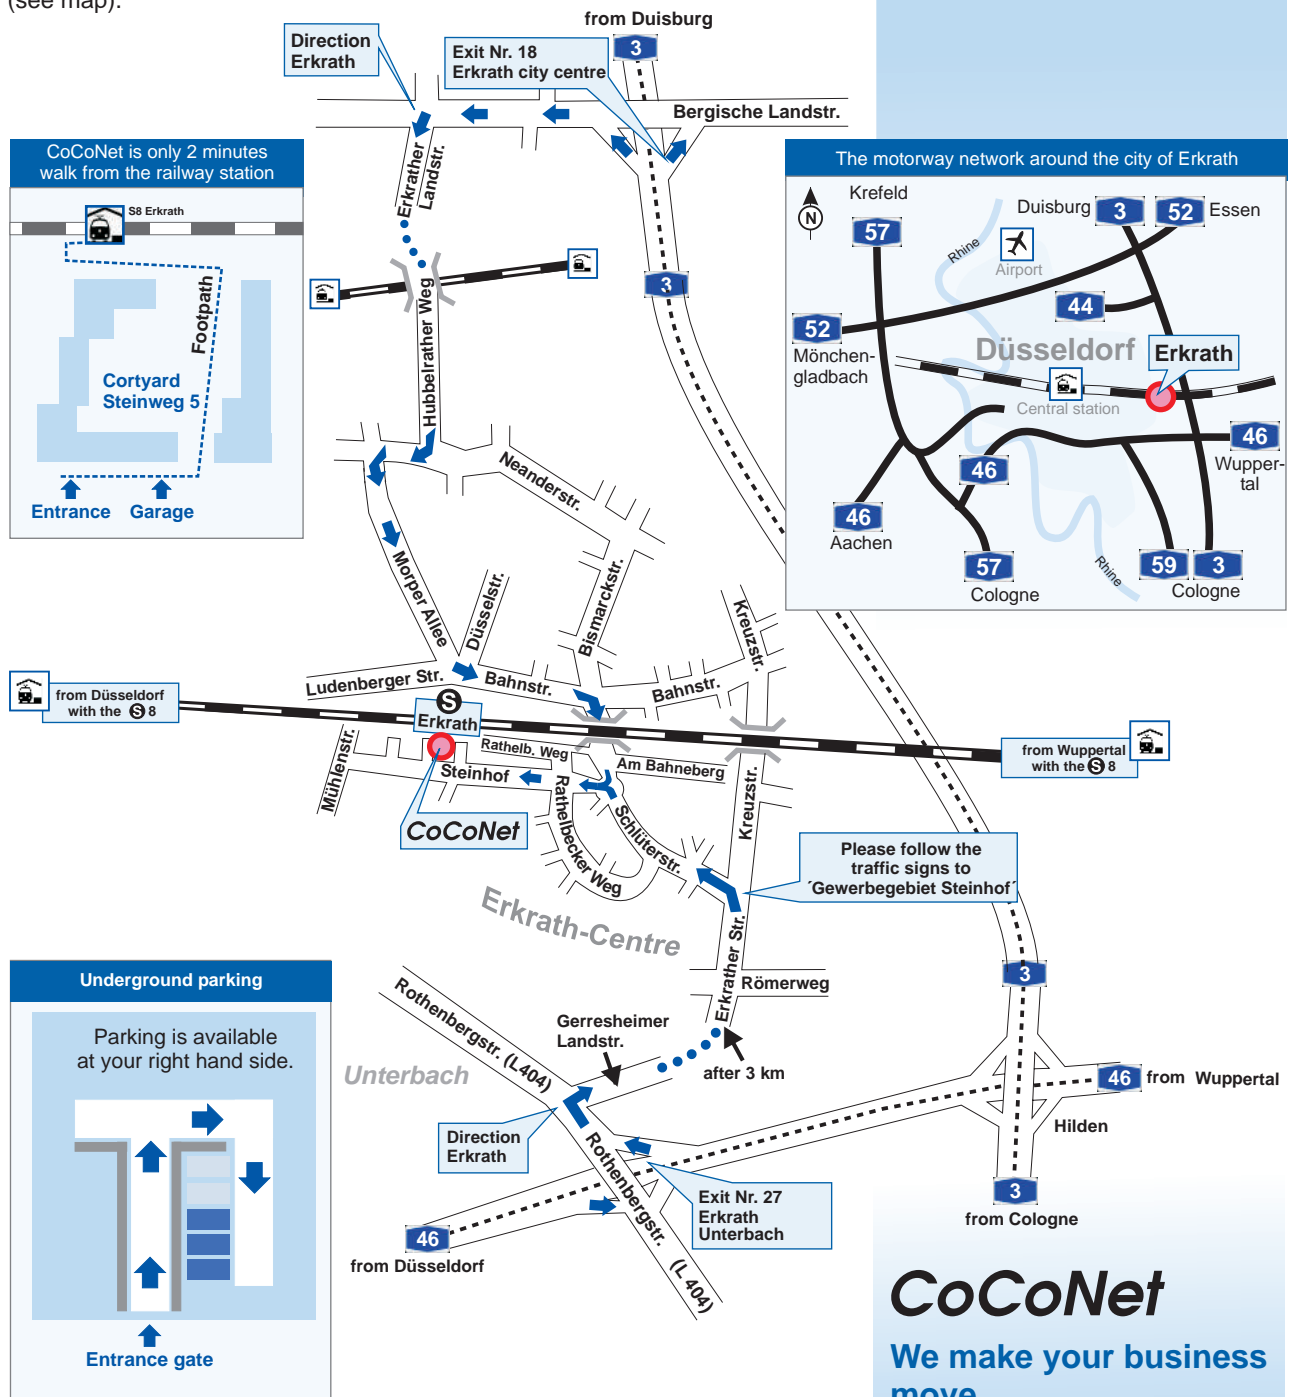 (see map).
from Duisburg
3
Direction
Erkrath
Exit Nr. 18
Erkrath city centre
Bergische Landstr.
Erkrather
Landstr.
3
Hubbelrather Weg
CoCoNet is only 2 minutes
walk from the railway station
S8 Erkrath
Footpath
Cortyard
Steinweg 5
Entrance
Garage
The motorway network around the city of Erkrath
N
Krefeld
57
Rhine
Duisburg
3
52
Essen
Airport
44
52
Mönchen-
gladbach
Düsseldorf
Erkrath
Central station
46
Wupper-
tal
46
46
Aachen
57
Cologne
Rhine
59
3
Cologne
Neanderstr.
Morper Allee
Düsselstr.
Bismarckstr.
Kreuzstr.
Ludenberger Str.
Bahnstr.
Bahnstr.
from Düsseldorf
with the S 8
S
Erkrath
Rathelb. Weg
Am Bahneberg
from Wuppertal
with the S 8
Mühlenstr.
Steinhof
Rathelbecker Weg
Schlüterstr.
Kreuzstr.
CoCoNet
Please follow the
traffic signs to
´Gewerbegebiet Steinhof´
Erkrath-Centre
Erkrather Str.
Römerweg
3
Underground parking
Parking is available
at your right hand side.
Entrance gate
Rothenbergstr. (L404)
Gerresheimer
Landstr.
after 3 km
Unterbach
46
from Wuppertal
Hilden
Direction
Erkrath
Rothenbergstr. (L 404)
Exit Nr. 27
Erkrath
Unterbach
3
from Cologne
46
from Düsseldorf
CoCoNet
We make your business
move